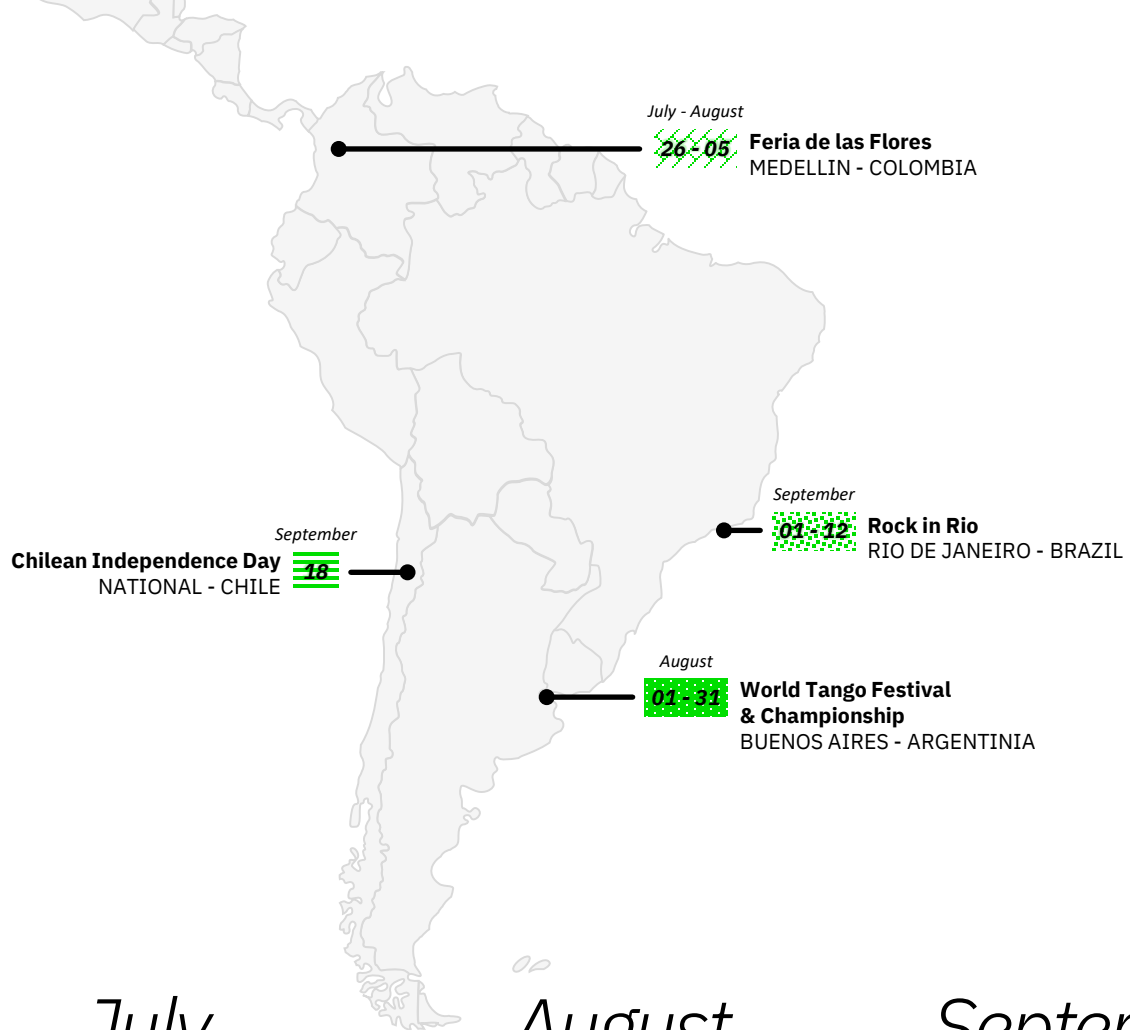 July - August
26 - 05
Feria de las Flores
MEDELLIN - COLOMBIA
September
01 - 12
Rock in Rio
RIO DE JANEIRO - BRAZIL
September
Chilean Independence Day
18
NATIONAL - CHILE
August
01 - 31
World Tango Festival
& Championship
BUENOS AIRES - ARGENTINIA
July
August